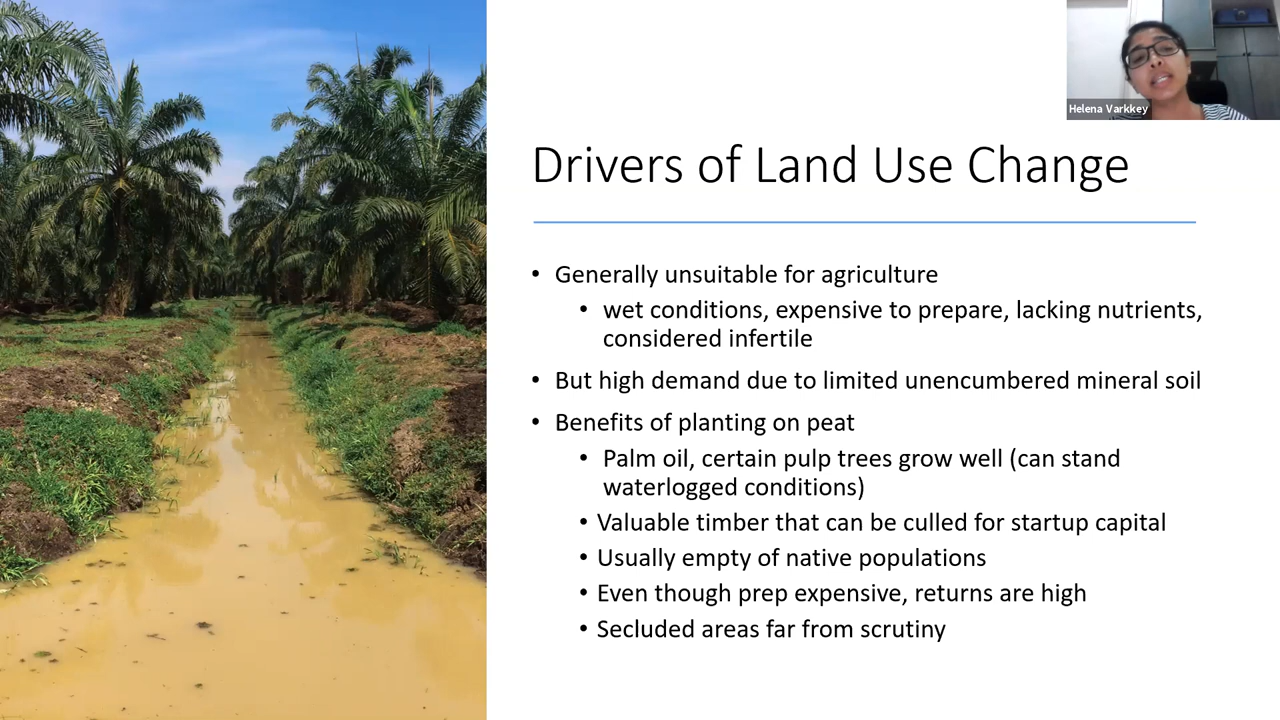 Helena Varkkey
Drivers of Land Use Change
• Generally unsuitable for agriculture
• wet conditions, expensive to prepare, lacking nutrients,
considered infertile
• But high demand due to limited unencumbered mineral soil
• Benefits of planting on peat
• Palm oil, certain pulp trees grow well (can stand
waterlogged conditions)
• Valuable timber that can be culled for startup capital
• Usually empty of native populations
• Even though prep expensive, returns are high
• Secluded areas far from scrutiny